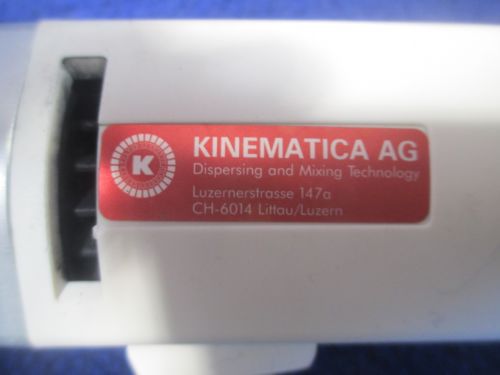 K
KINEMATICA AG
Dispersing and Mixing Technology
Luzernerstrasse 147a
CH-6014 Littau/Luzern